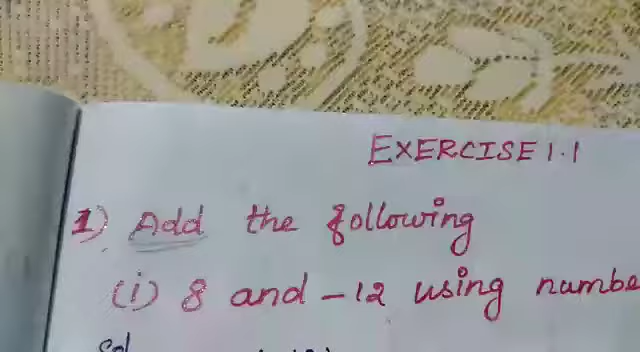 EXERCISE 1.1
1) Add the following
(i) 8 and -12 using numbe